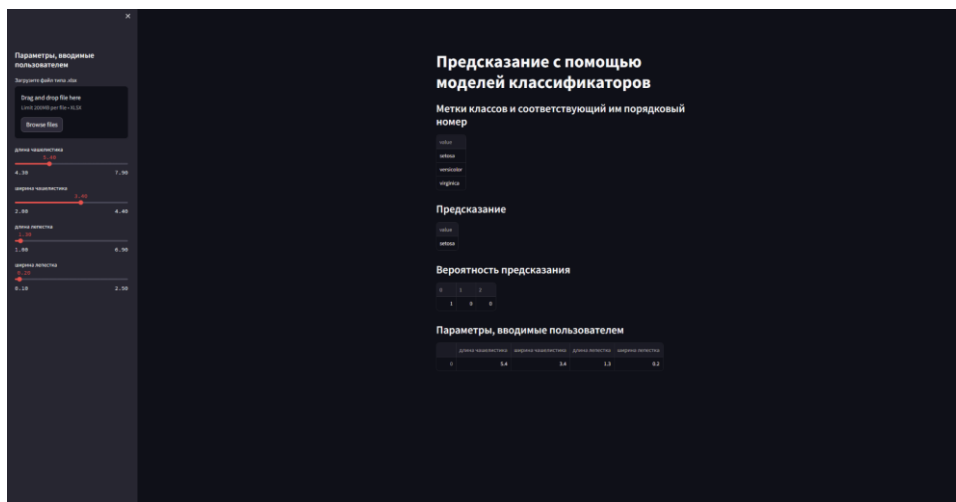 ×
Параметры, вводимые
пользователем
Загрузите файл типа .xlsx
Drag and drop file here
Limit 200MB per file • XLSX
Browse files
длина чашелистика
5.40
4.30 7.90
ширина чашелистика
3.40
2.00 4.40
длина лепестка
1.30
1.00 6.90
ширина лепестка
0.20
0.10 2.50
Предсказание с помощью
моделей классификаторов
Метки классов и соответствующий им порядковый
номер
value
setosa
versicolor
virginica
Предсказание
value
setosa
Вероятность предсказания
0 1 2
1 0 0
Параметры, вводимые пользователем
длина чашелистика ширина чашелистика длина лепестка ширина лепестка
0 5.4 3.4 1.3 0.2